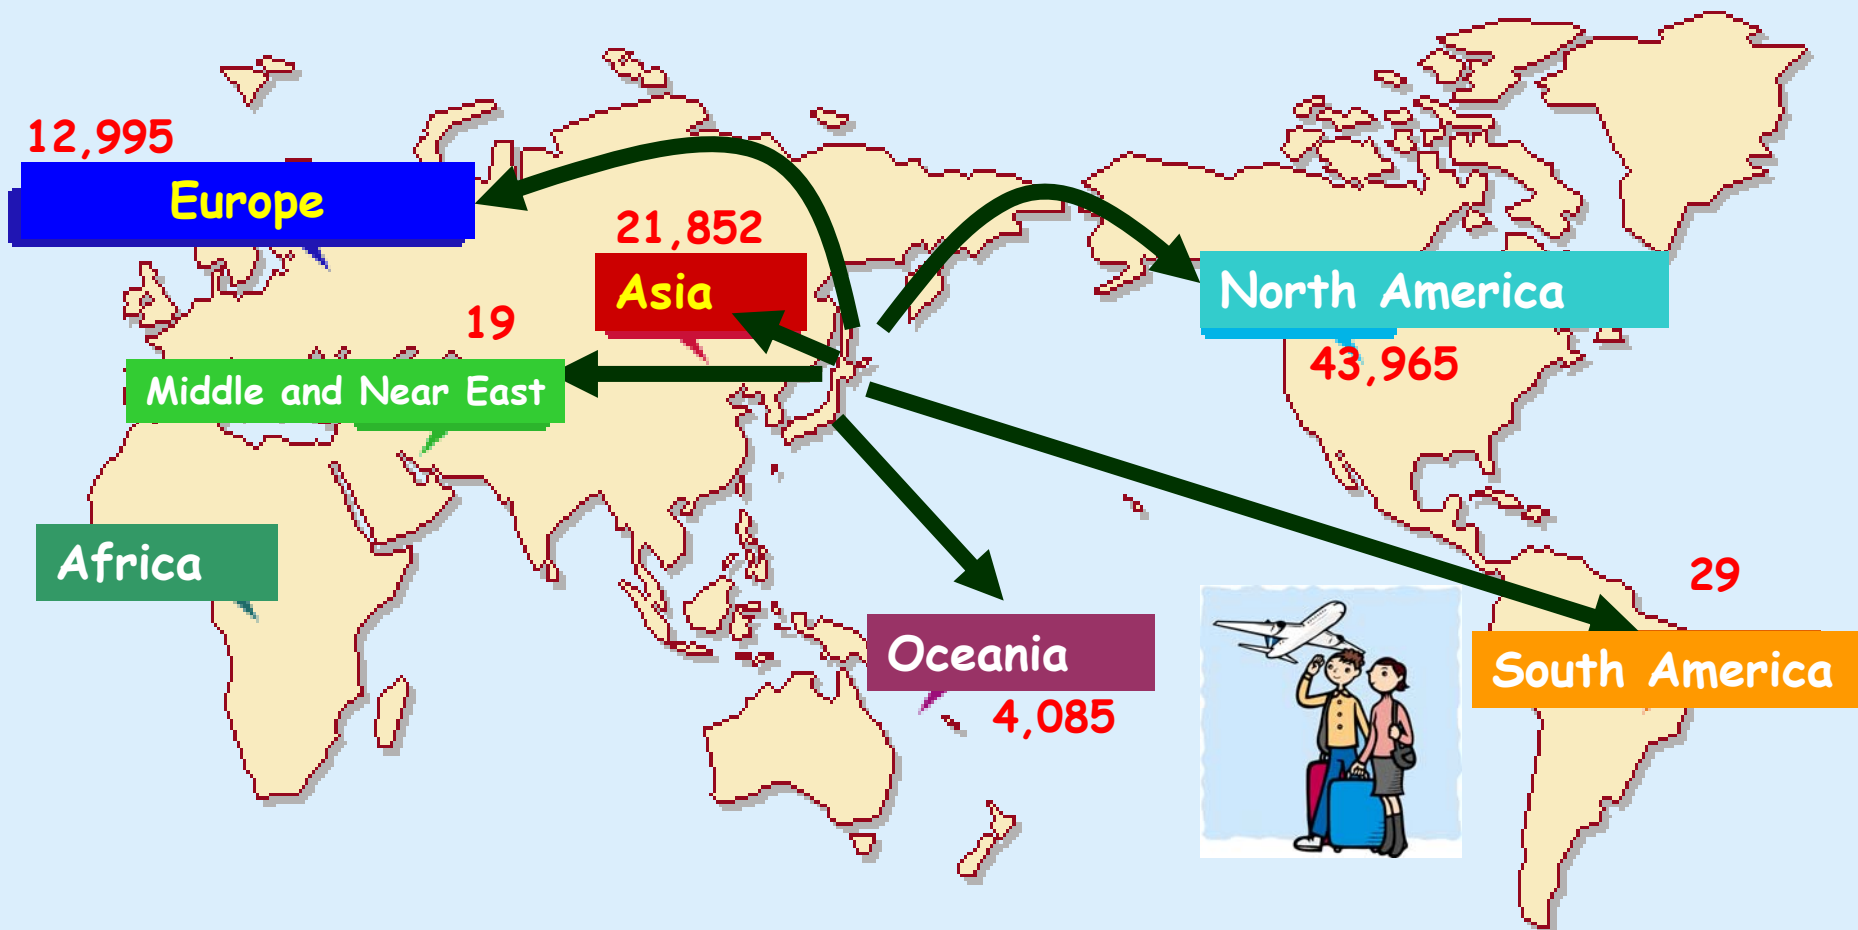 12,995
Europe
21,852
Asia
North America
43,965
19
Middle and Near East
Africa
29
Oceania
4,085
South America